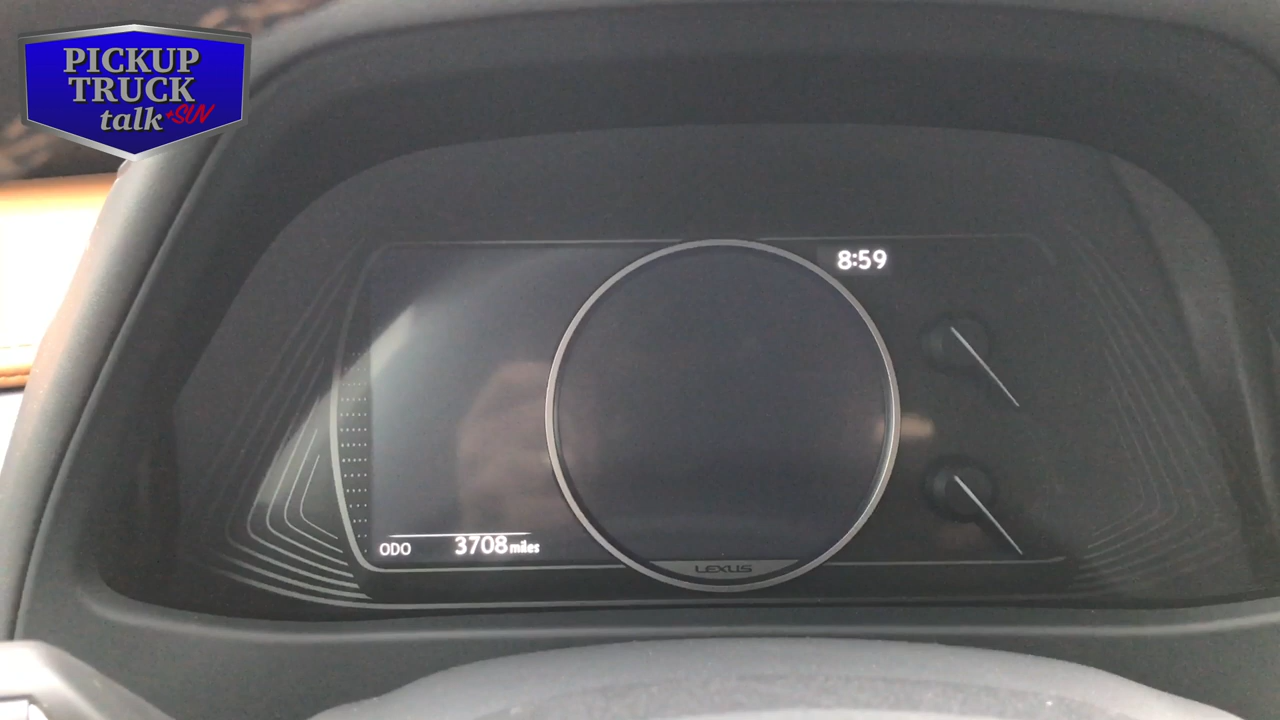 PICKUP
TRUCK
talk +SUV
8:59
ODO 3708 miles
LEXUS